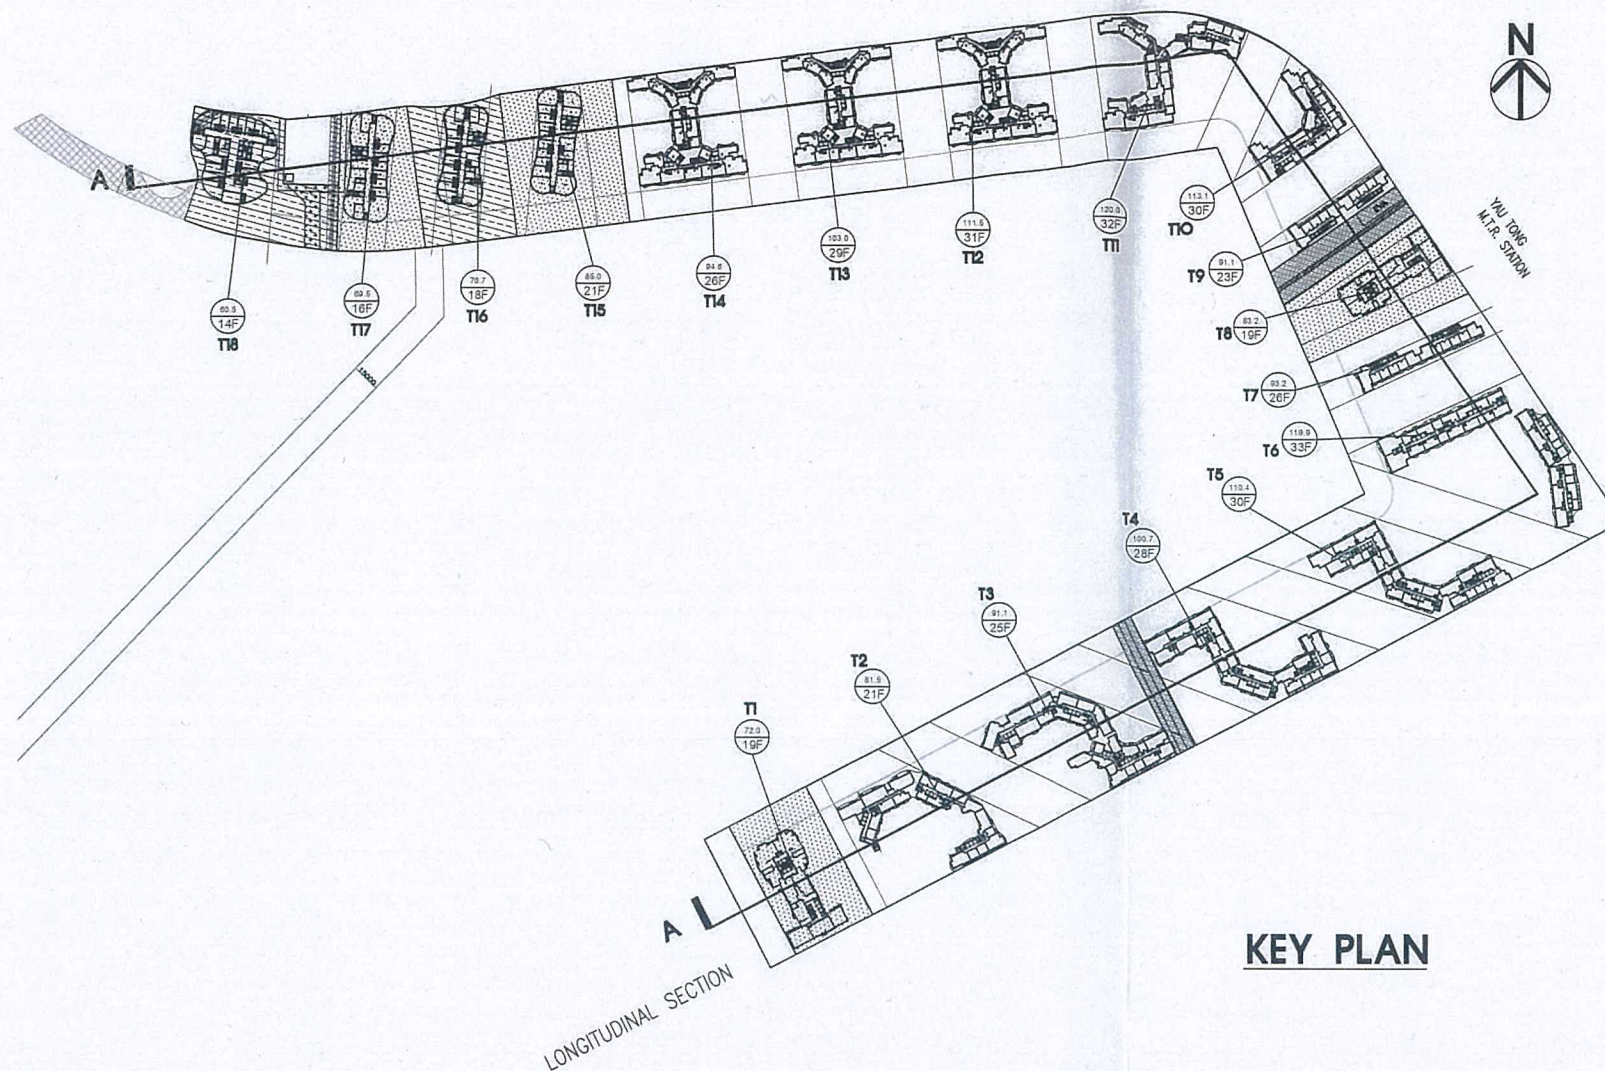 N
A
60.5
14F
T18
69.5
16F
T17
78.7
18F
T16
85.0
21F
T15
94.6
26F
T14
103.0
29F
T13
111.5
31F
T12
120.0
32F
T11
113.1
30F
T10
91.1
23F
T9
83.2
19F
T8
93.2
26F
T7
119.9
33F
T6
T5
110.4
30F
T4
100.7
28F
T3
91.1
25F
T2
81.5
21F
T1
72.0
19F
YAU TONG
M.T.R. STATION
15000
A
LONGITUDINAL SECTION
KEY PLAN